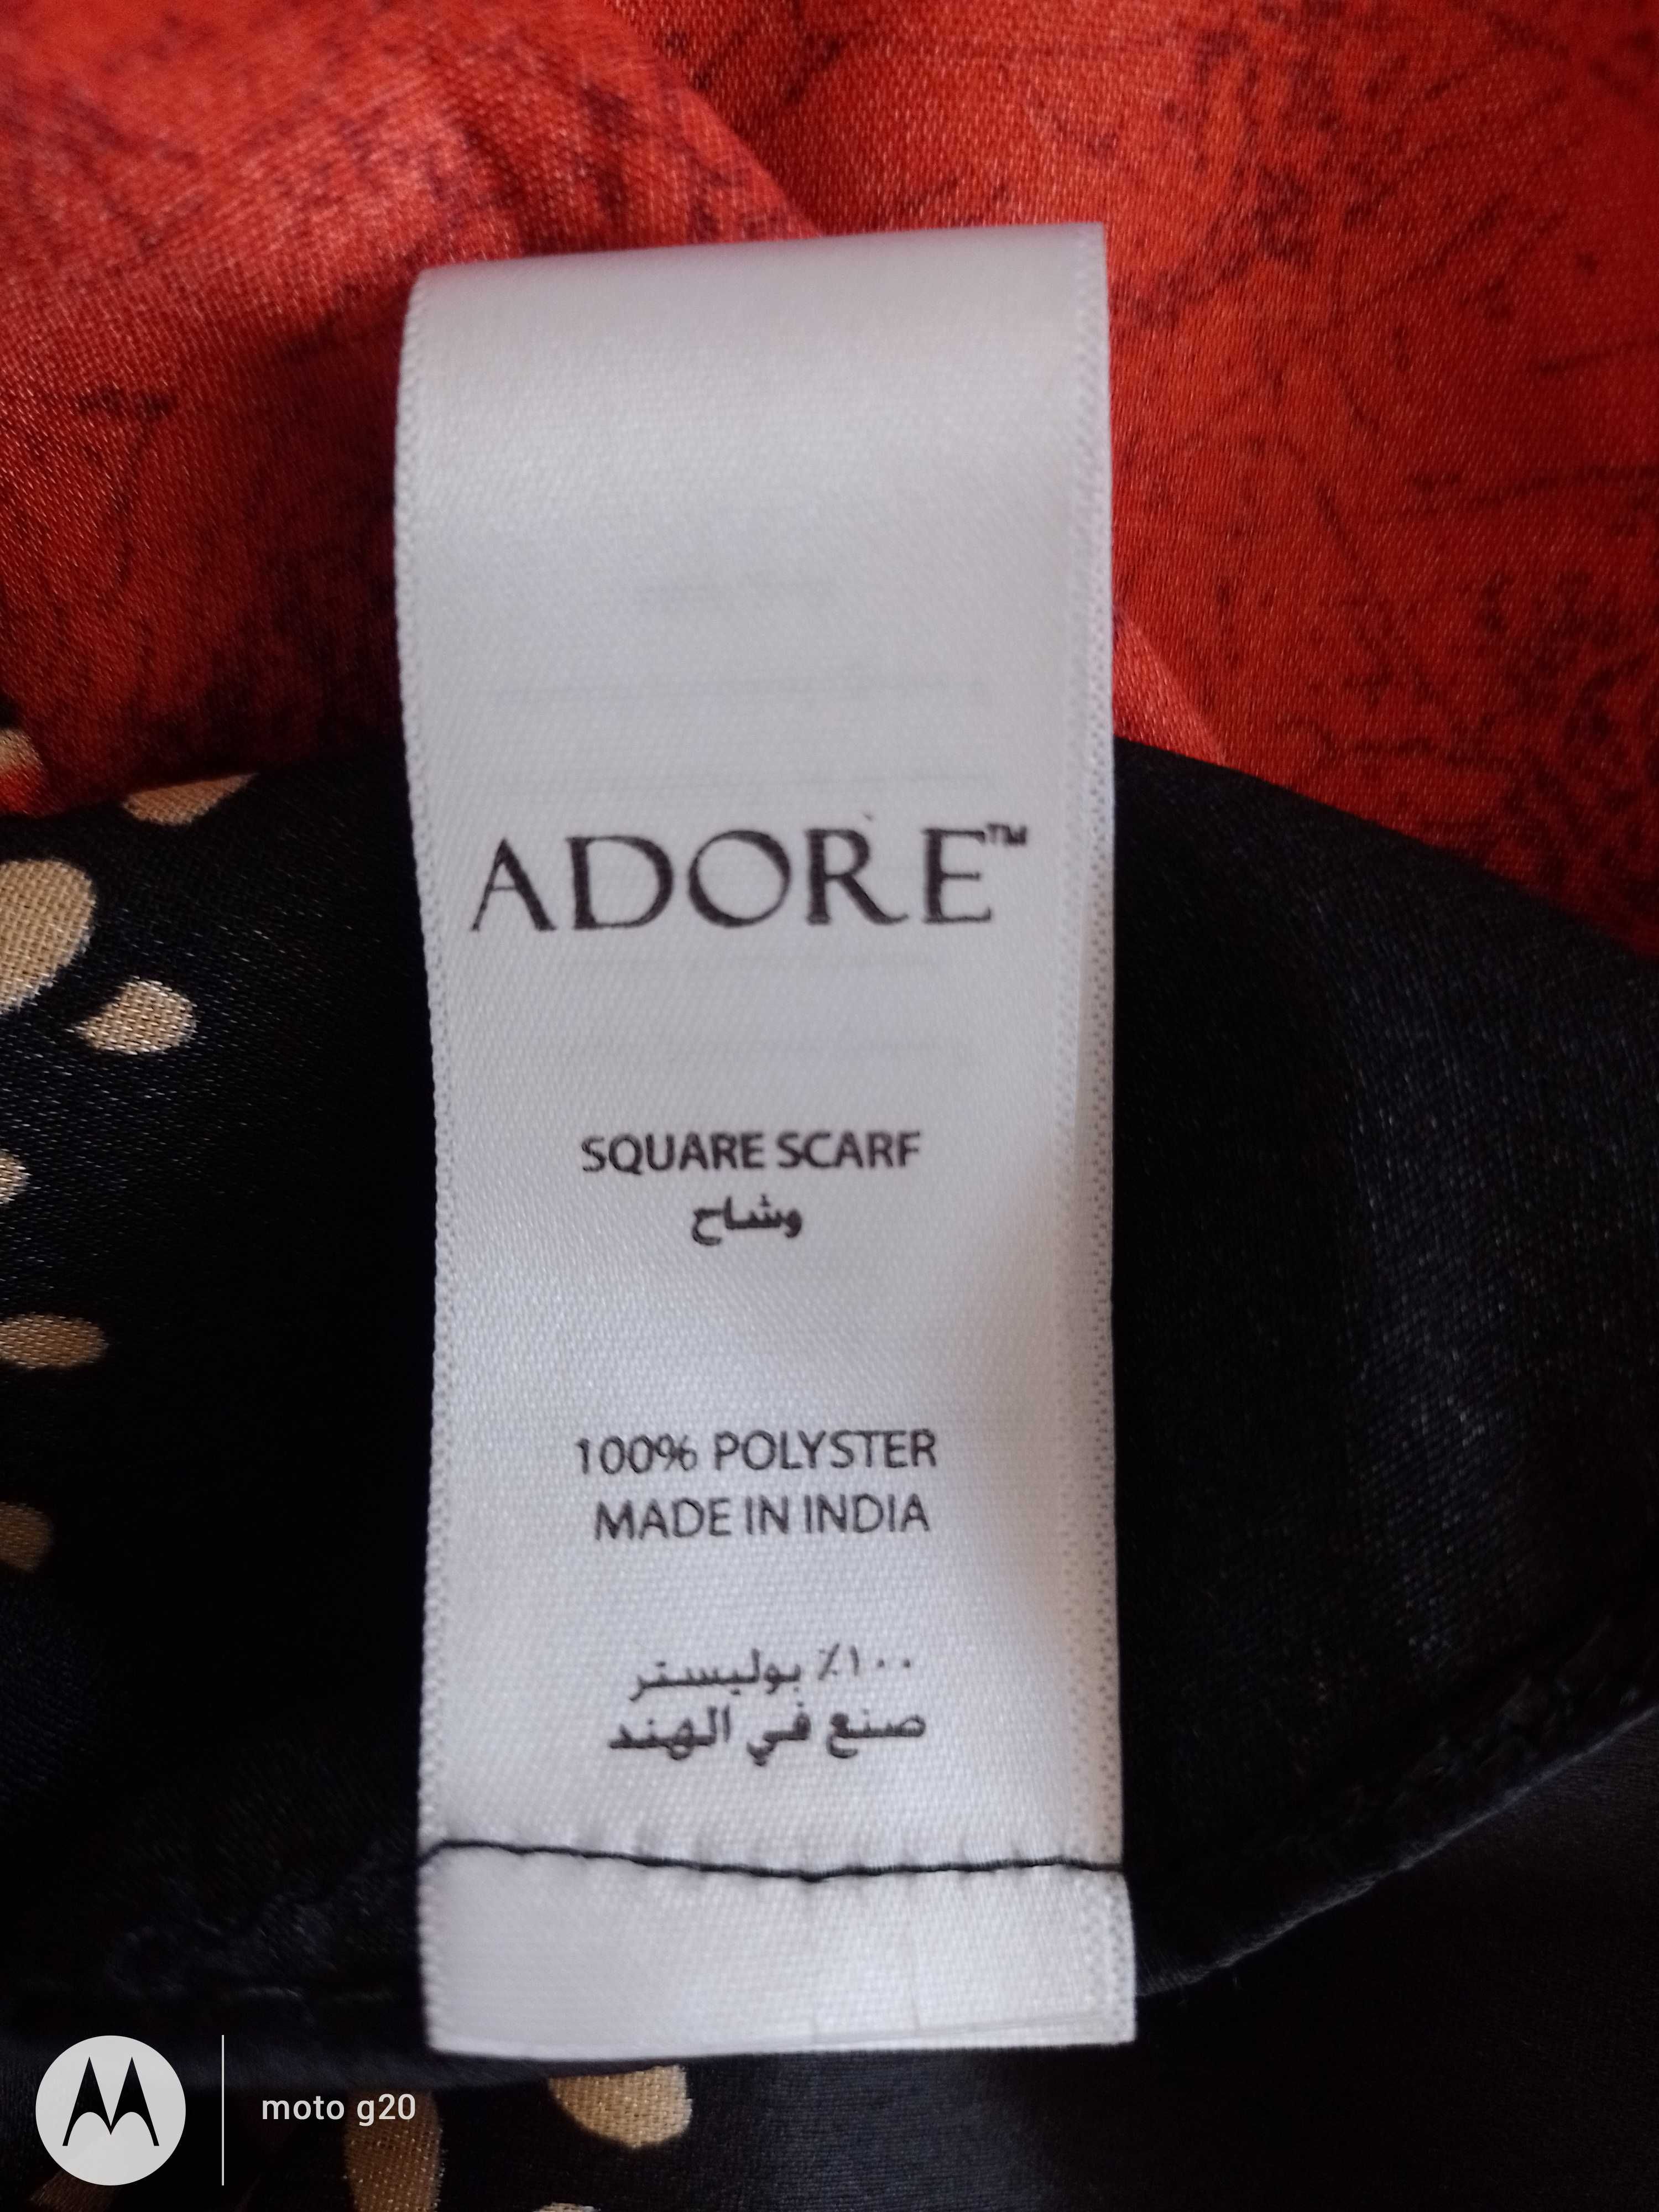 ADORE™
SQUARE SCARF
وشاح
100% POLYSTER
MADE IN INDIA
١٠٠٪ بوليستر
صنع في الهند
moto g20